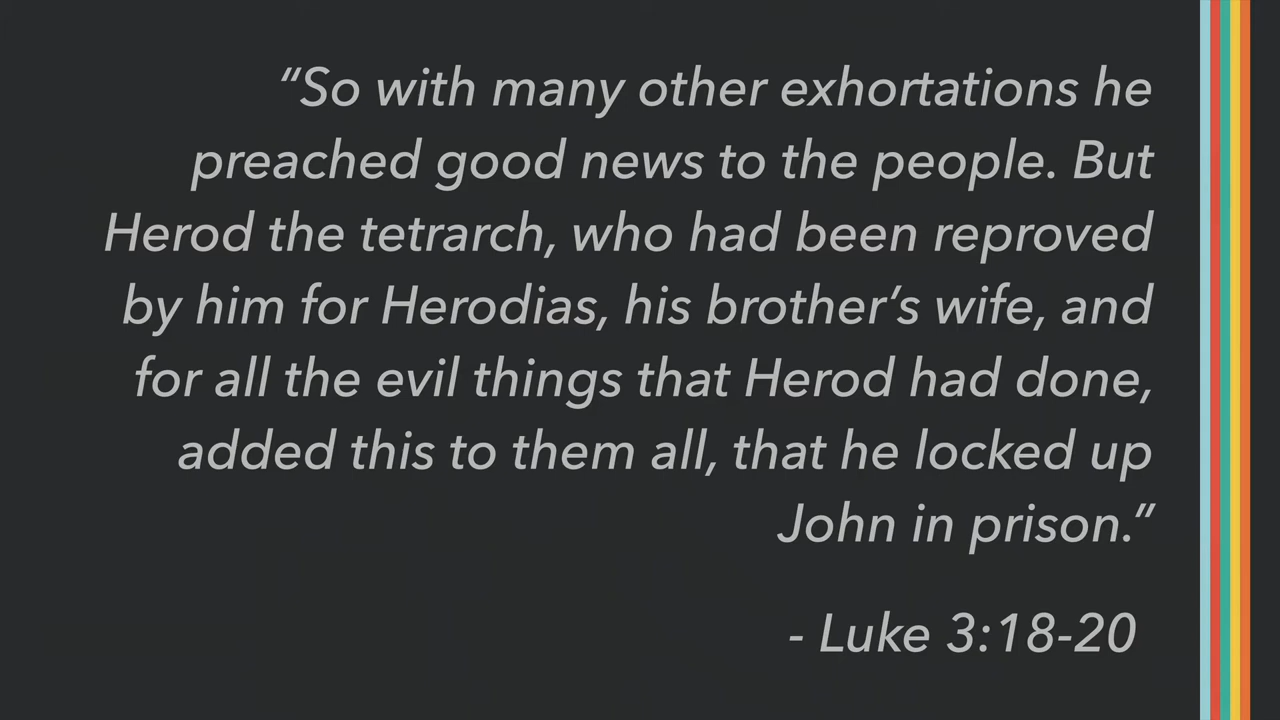 “So with many other exhortations he
preached good news to the people. But
Herod the tetrarch, who had been reproved
by him for Herodias, his brother’s wife, and
for all the evil things that Herod had done,
added this to them all, that he locked up
John in prison.”
- Luke 3:18-20